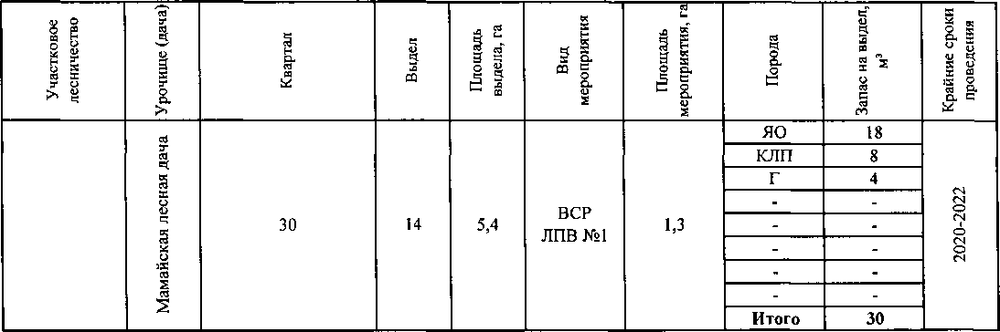 Участковое
лесничество
Урочище (дача)
Квартал
Выдел
Площадь
выдела, га
Вид
мероприятия
Площадь
мероприятия, га
Порода
Запас на выдел,
м³
Крайние сроки
проведения
Мамайская лесная дача
30
14
5,4
ВСР
ЛПВ №1
1,3
ЯО 18
КЛП 8
Г 4
- -
- -
- -
- -
- -
Итого 30
2020-2022